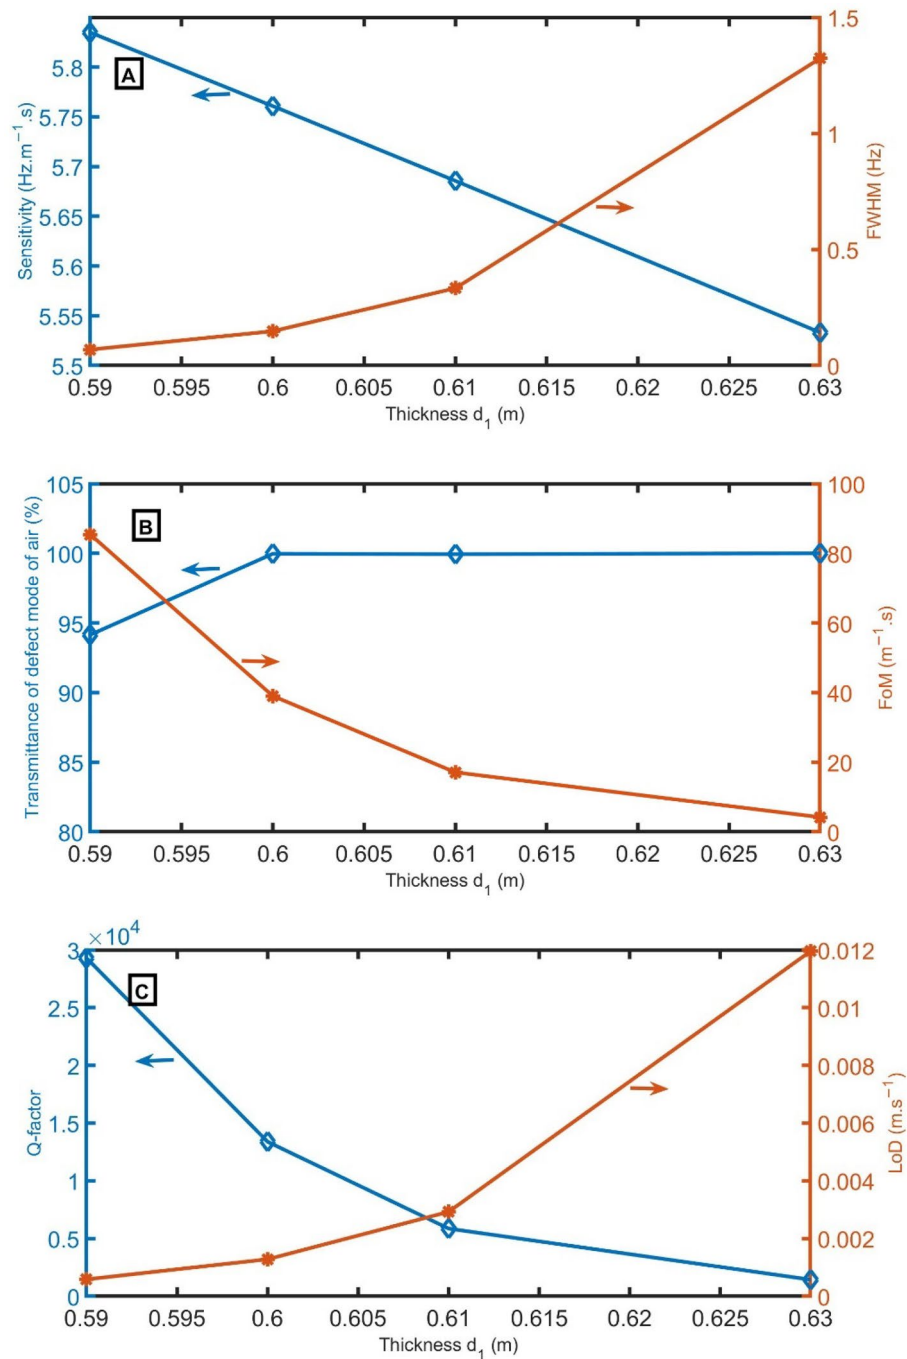 A
Sensitivity (Hz.m⁻¹.s)
5.8
5.75
5.7
5.65
5.6
5.55
5.5
1.5
1
0.5
0
FWHM (Hz)
0.59 0.595 0.6 0.605 0.61 0.615 0.62 0.625 0.63
Thickness d₁ (m)
B
Transmittance of defect mode of air (%)
105
100
95
90
85
80
100
80
60
40
20
0
FoM (m⁻¹.s)
0.59 0.595 0.6 0.605 0.61 0.615 0.62 0.625 0.63
Thickness d₁ (m)
C
×10⁴
Q-factor
3
2.5
2
1.5
1
0.5
0
0.012
0.01
0.008
0.006
0.004
0.002
0
LoD (m.s⁻¹)
0.59 0.595 0.6 0.605 0.61 0.615 0.62 0.625 0.63
Thickness d₁ (m)